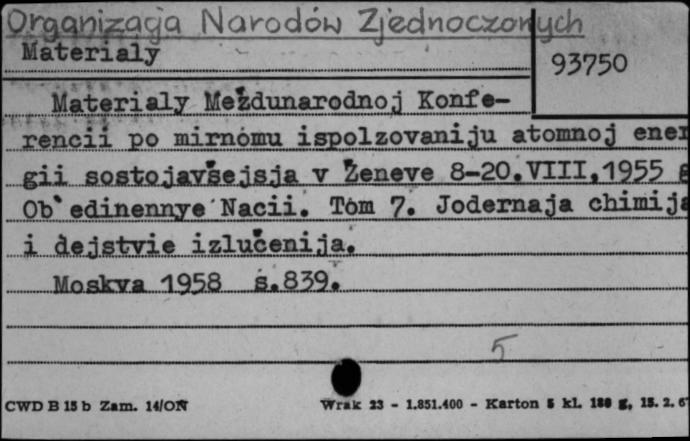 Organizacja Narodów Zjednoczonych
Materialy
93750
Materialy Meždunarodnoj Konfe-
rencii po mirnomu ispolzovaniju atomnoj ener
gii sostojavšejsja v Ženeve 8-20.VIII.1955 g
Ob'edinennye Nacii. Tom 7. Jodernaja chimija
i dejstvie izlučenija.
Moskva 1958 s.839.
5
CWD B 15 b Zam. 14/ON Wrak 23 - 1.851.400 - Karton 5 kl. 180 g, 15. 2. 6